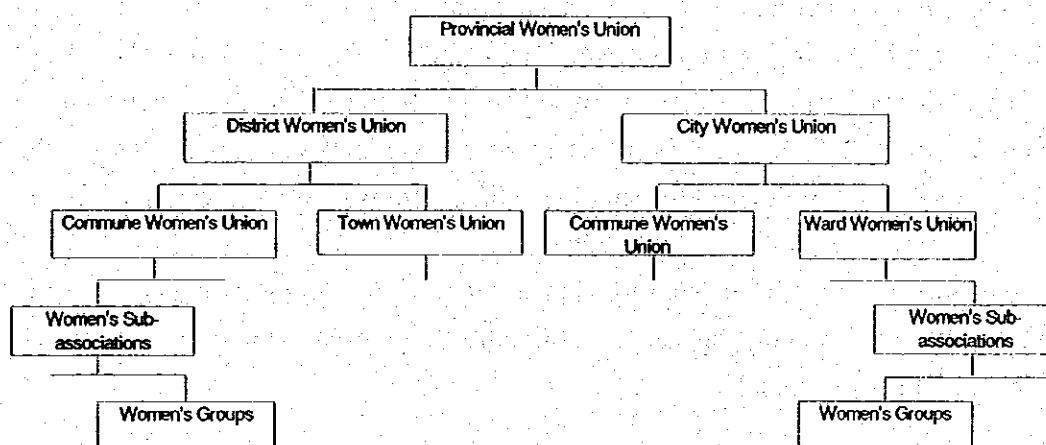 Provincial Women's Union
District Women's Union
City Women's Union
Commune Women's Union
Town Women's Union
Commune Women's
Union
Ward Women's Union
Women's Sub-
associations
Women's Sub-
associations
Women's Groups
Women's Groups